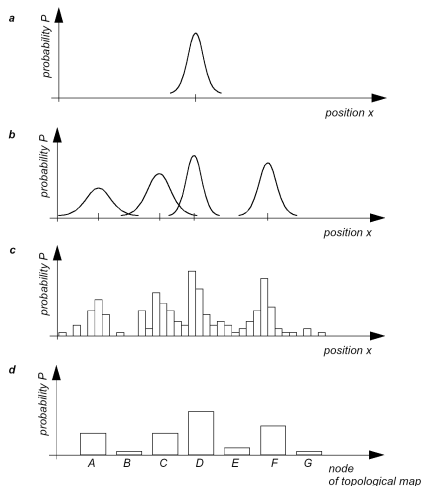 a
probability P
position x
b
probability P
position x
c
probability P
position x
d
probability P
A B C D E F G
node
of topological map